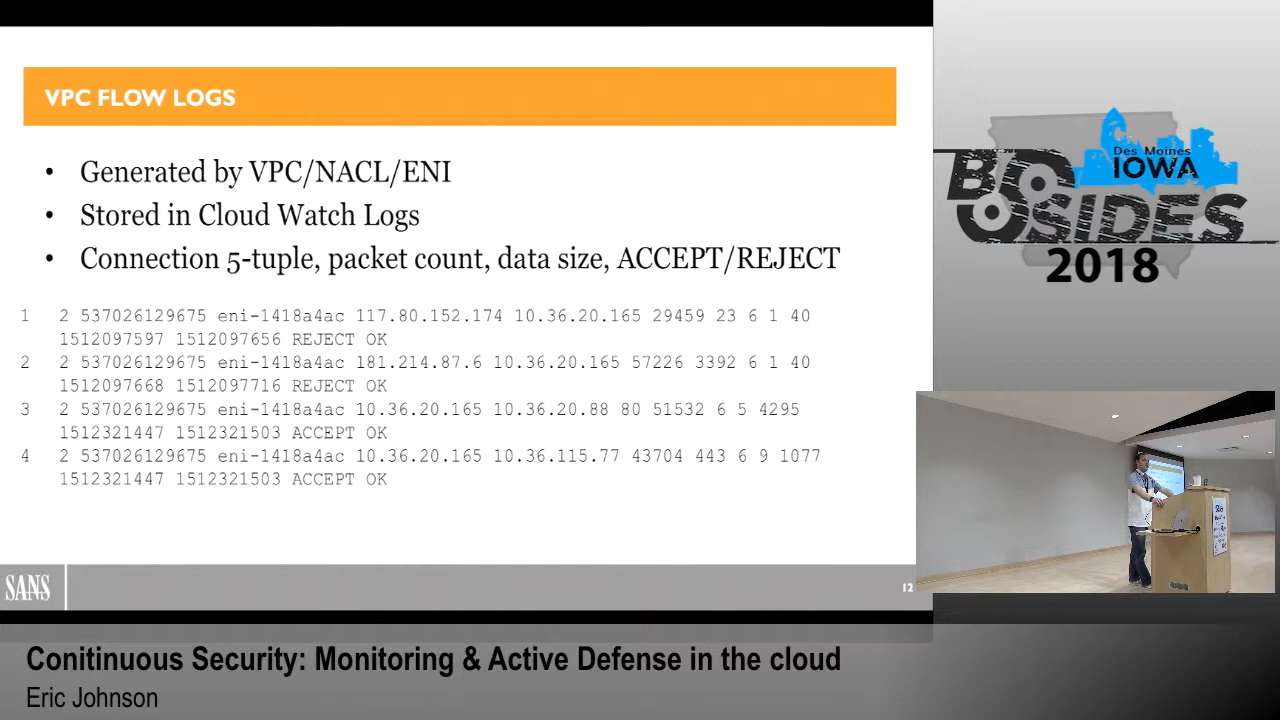 VPC FLOW LOGS
• Generated by VPC/NACL/ENI
• Stored in Cloud Watch Logs
• Connection 5-tuple, packet count, data size, ACCEPT/REJECT
1 2 537026129675 eni-1418a4ac 117.80.152.174 10.36.20.165 29459 23 6 1 40
1512097597 1512097656 REJECT OK
2 2 537026129675 eni-1418a4ac 181.214.87.6 10.36.20.165 57226 3392 6 1 40
1512097668 1512097716 REJECT OK
3 2 537026129675 eni-1418a4ac 10.36.20.165 10.36.20.88 80 51532 6 5 4295
1512321447 1512321503 ACCEPT OK
4 2 537026129675 eni-1418a4ac 10.36.20.165 10.36.115.77 43704 443 6 9 1077
1512321447 1512321503 ACCEPT OK
SANS
12
Des Moines
IOWA
BSIDES
2018
Conitinuous Security: Monitoring & Active Defense in the cloud
Eric Johnson